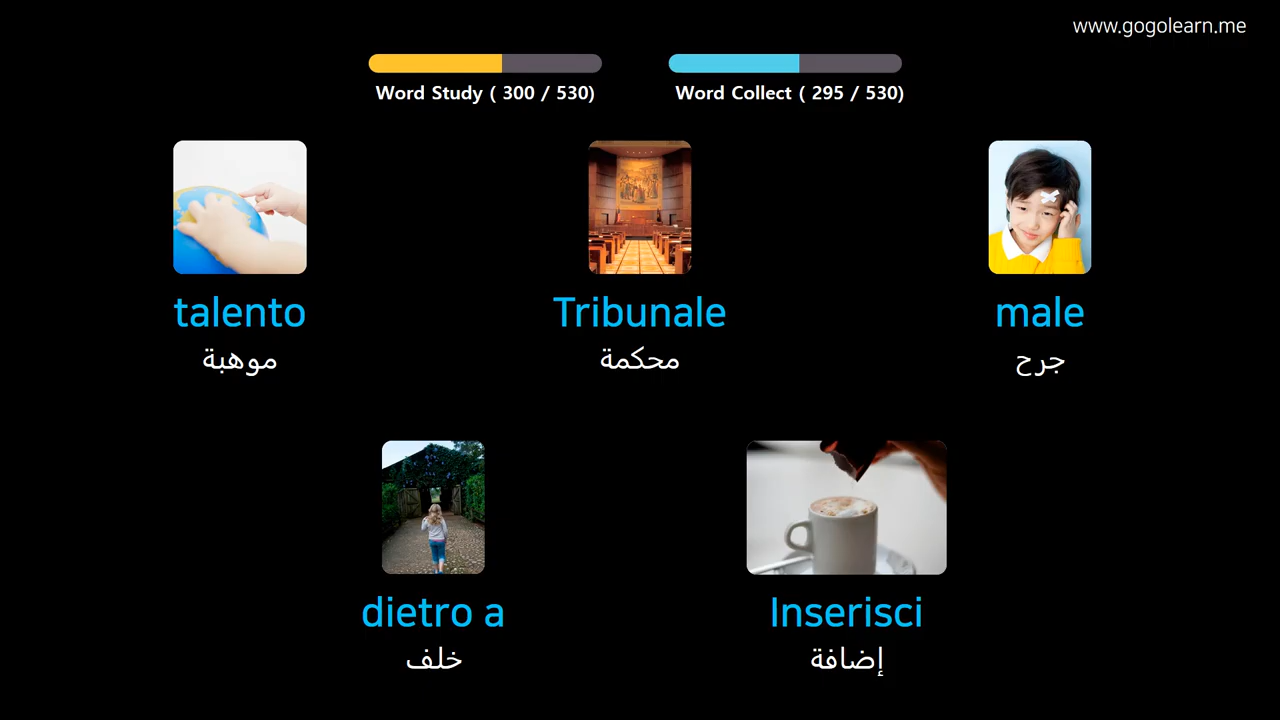 www.gogolearn.me
Word Study ( 300 / 530)
Word Collect ( 295 / 530)
talento
موهبة
Tribunale
محكمة
male
جرح
dietro a
خلف
Inserisci
إضافة